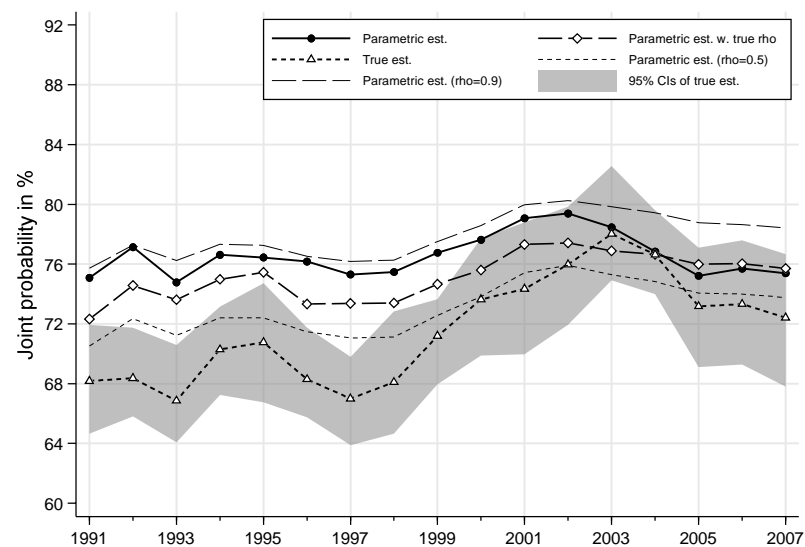 92
88
84
80
76
72
68
64
60
Joint probability in %
Parametric est.
Parametric est. w. true rho
True est.
Parametric est. (rho=0.5)
Parametric est. (rho=0.9)
95% CIs of true est.
1991 1993 1995 1997 1999 2001 2003 2005 2007